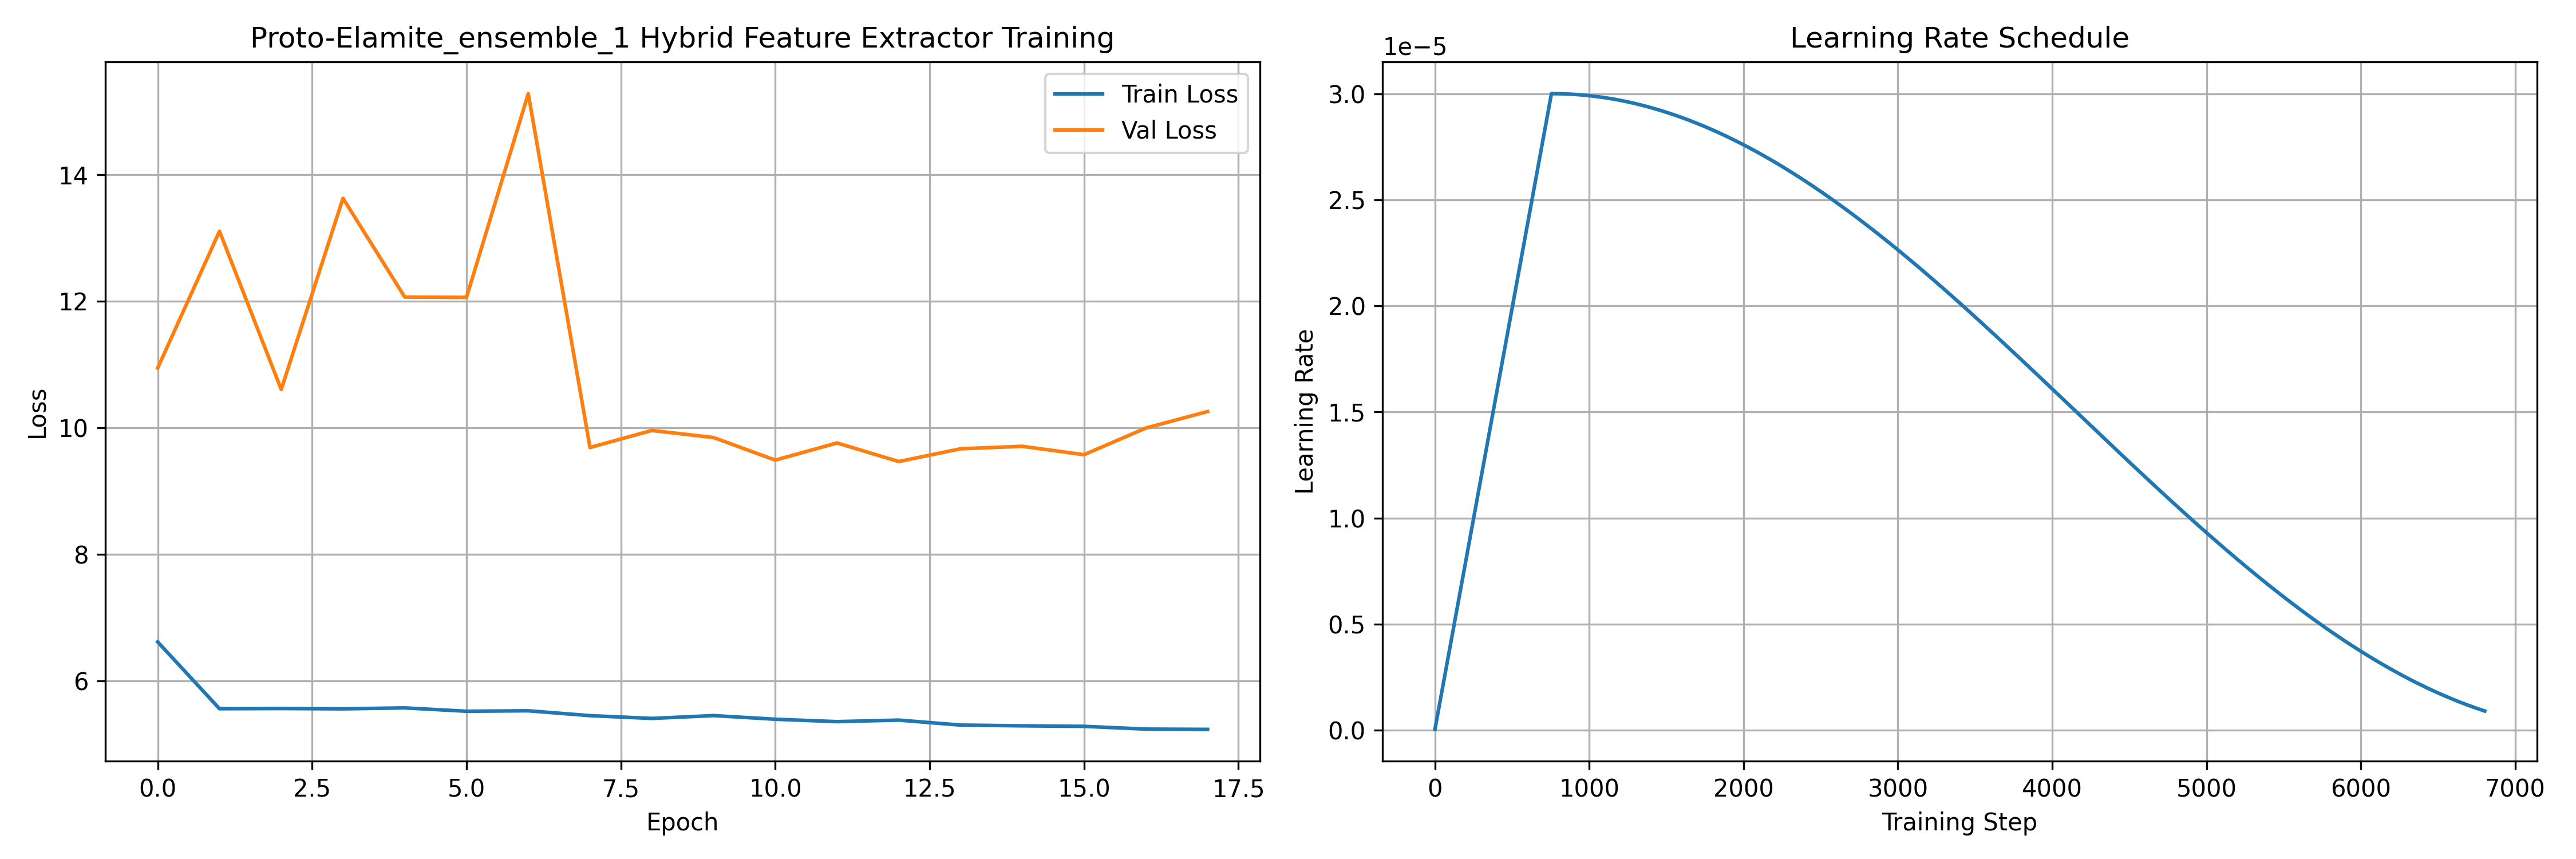 Proto-Elamite_ensemble_1 Hybrid Feature Extractor Training
Train Loss
Val Loss
14
12
10
8
6
Loss
0.0 2.5 5.0 7.5 10.0 12.5 15.0 17.5
Epoch
Learning Rate Schedule
1e−5
3.0
2.5
2.0
1.5
1.0
0.5
0.0
Learning Rate
0 1000 2000 3000 4000 5000 6000 7000
Training Step